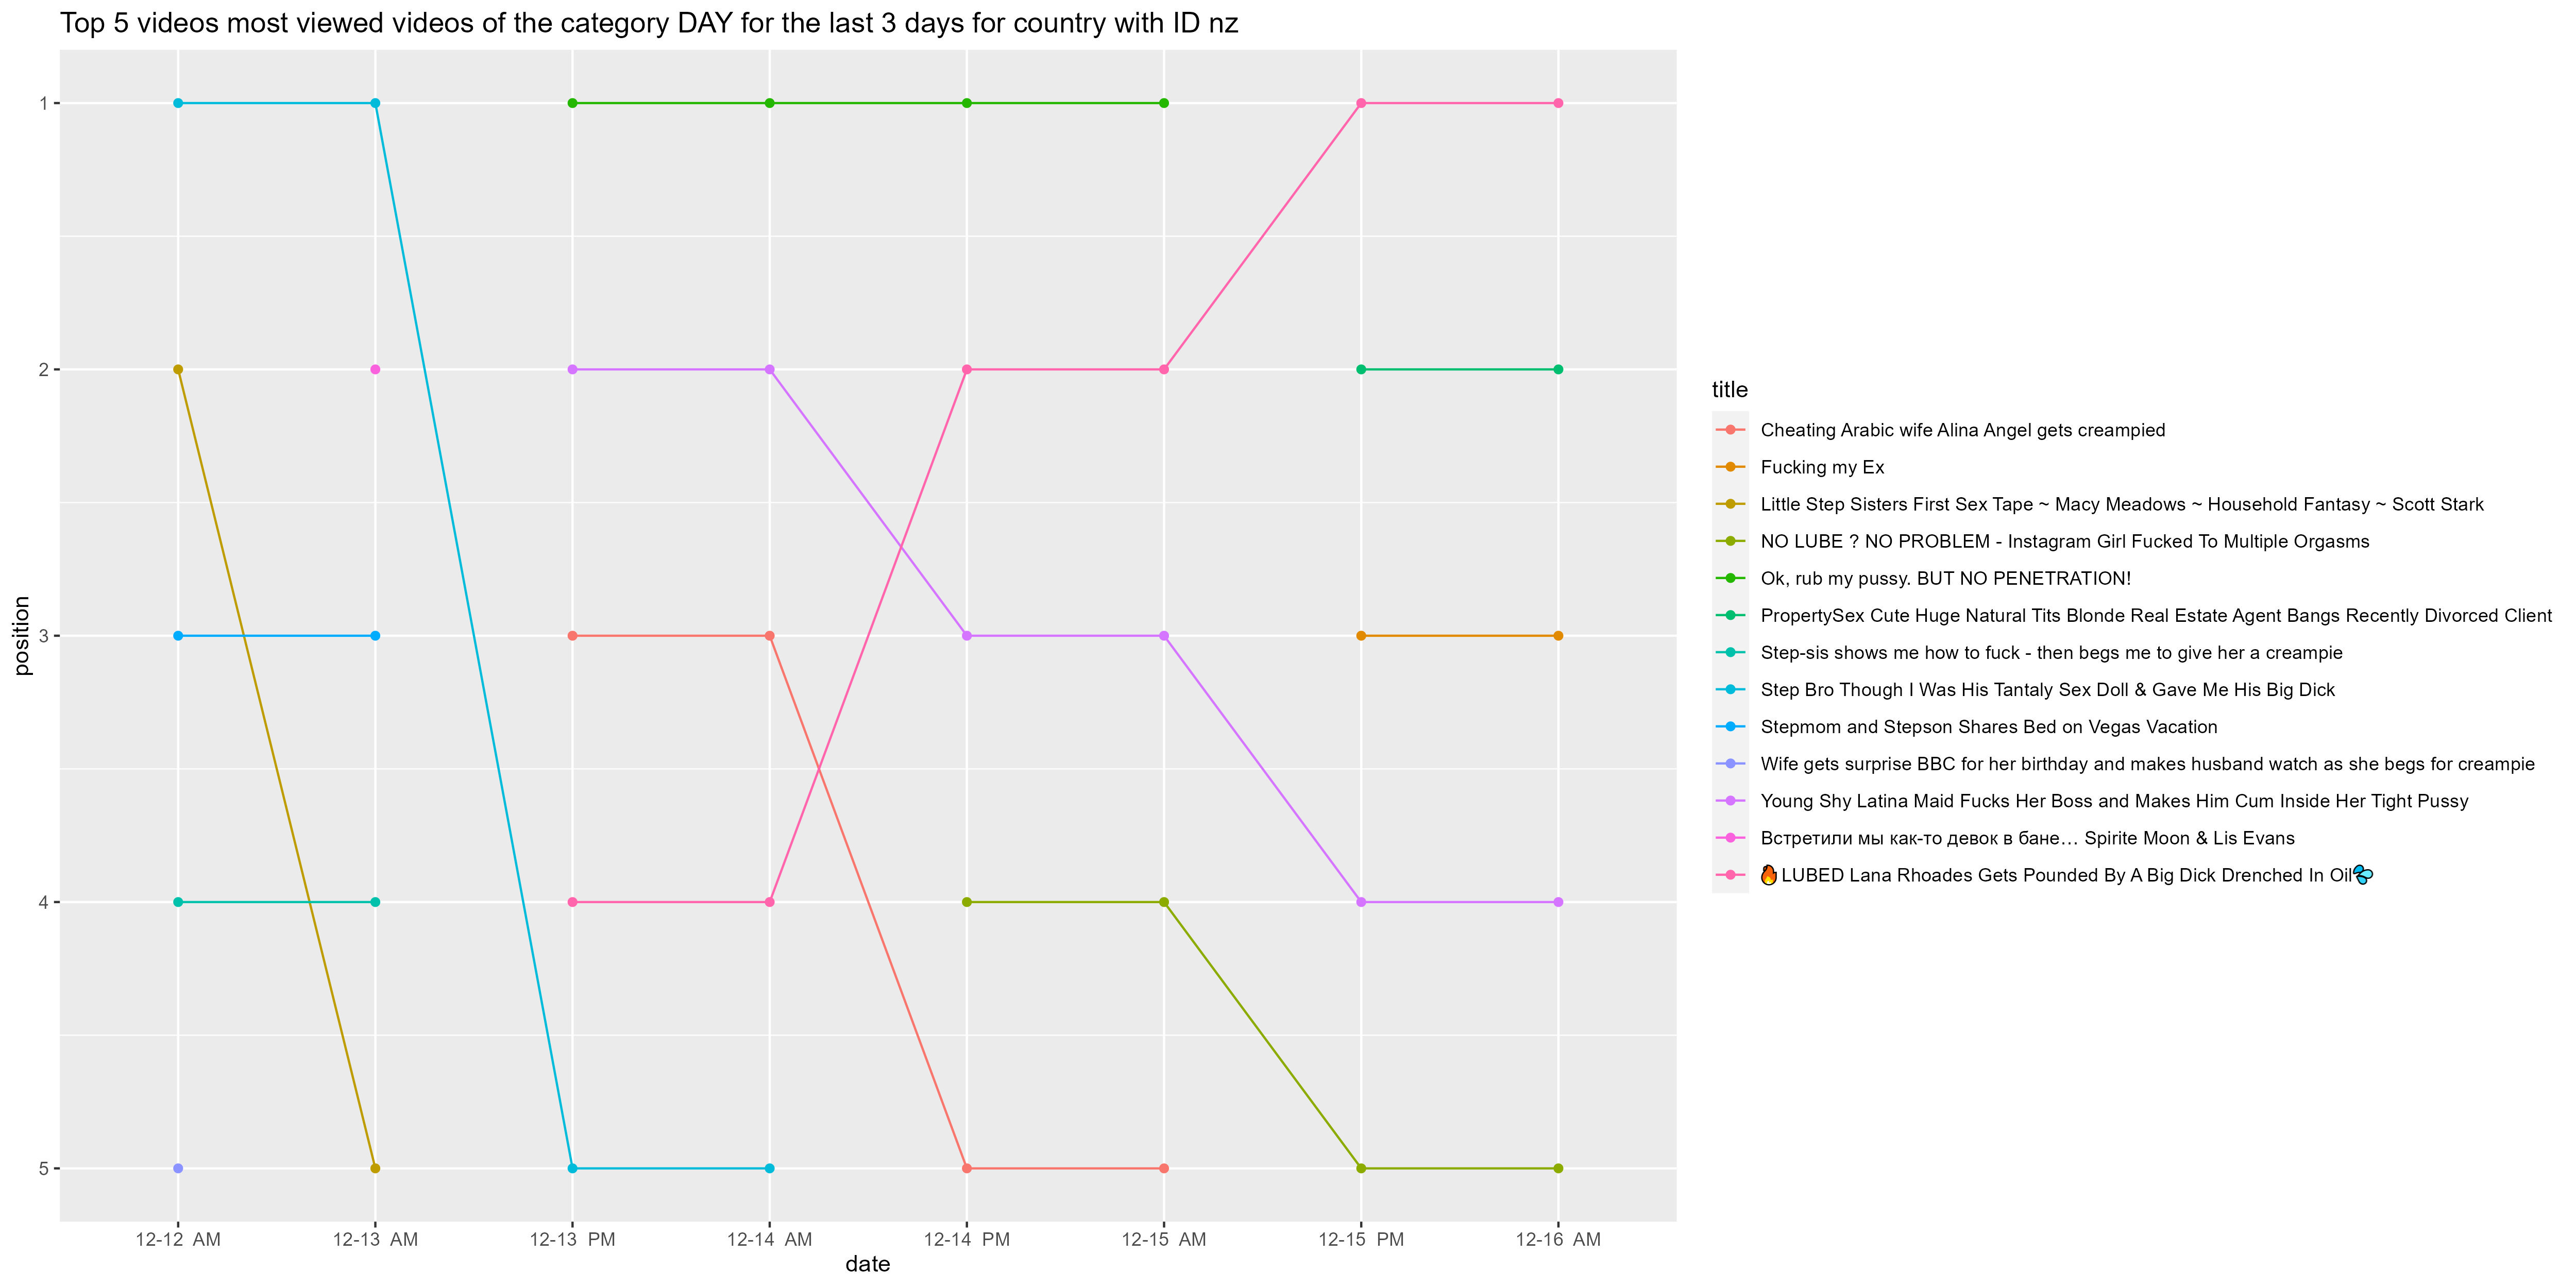 Top 5 videos most viewed videos of the category DAY for the last 3 days for country with ID nz
position
1
2
3
4
5
12-12 AM
12-13 AM
12-13 PM
12-14 AM
12-14 PM
12-15 AM
12-15 PM
12-16 AM
date
title
Cheating Arabic wife Alina Angel gets creampied
Fucking my Ex
Little Step Sisters First Sex Tape ~ Macy Meadows ~ Household Fantasy ~ Scott Stark
NO LUBE ? NO PROBLEM - Instagram Girl Fucked To Multiple Orgasms
Ok, rub my pussy. BUT NO PENETRATION!
PropertySex Cute Huge Natural Tits Blonde Real Estate Agent Bangs Recently Divorced Client
Step-sis shows me how to fuck - then begs me to give her a creampie
Step Bro Though I Was His Tantaly Sex Doll & Gave Me His Big Dick
Stepmom and Stepson Shares Bed on Vegas Vacation
Wife gets surprise BBC for her birthday and makes husband watch as she begs for creampie
Young Shy Latina Maid Fucks Her Boss and Makes Him Cum Inside Her Tight Pussy
Встретили мы как-то девок в бане… Spirite Moon & Lis Evans
🔥LUBED Lana Rhoades Gets Pounded By A Big Dick Drenched In Oil💦